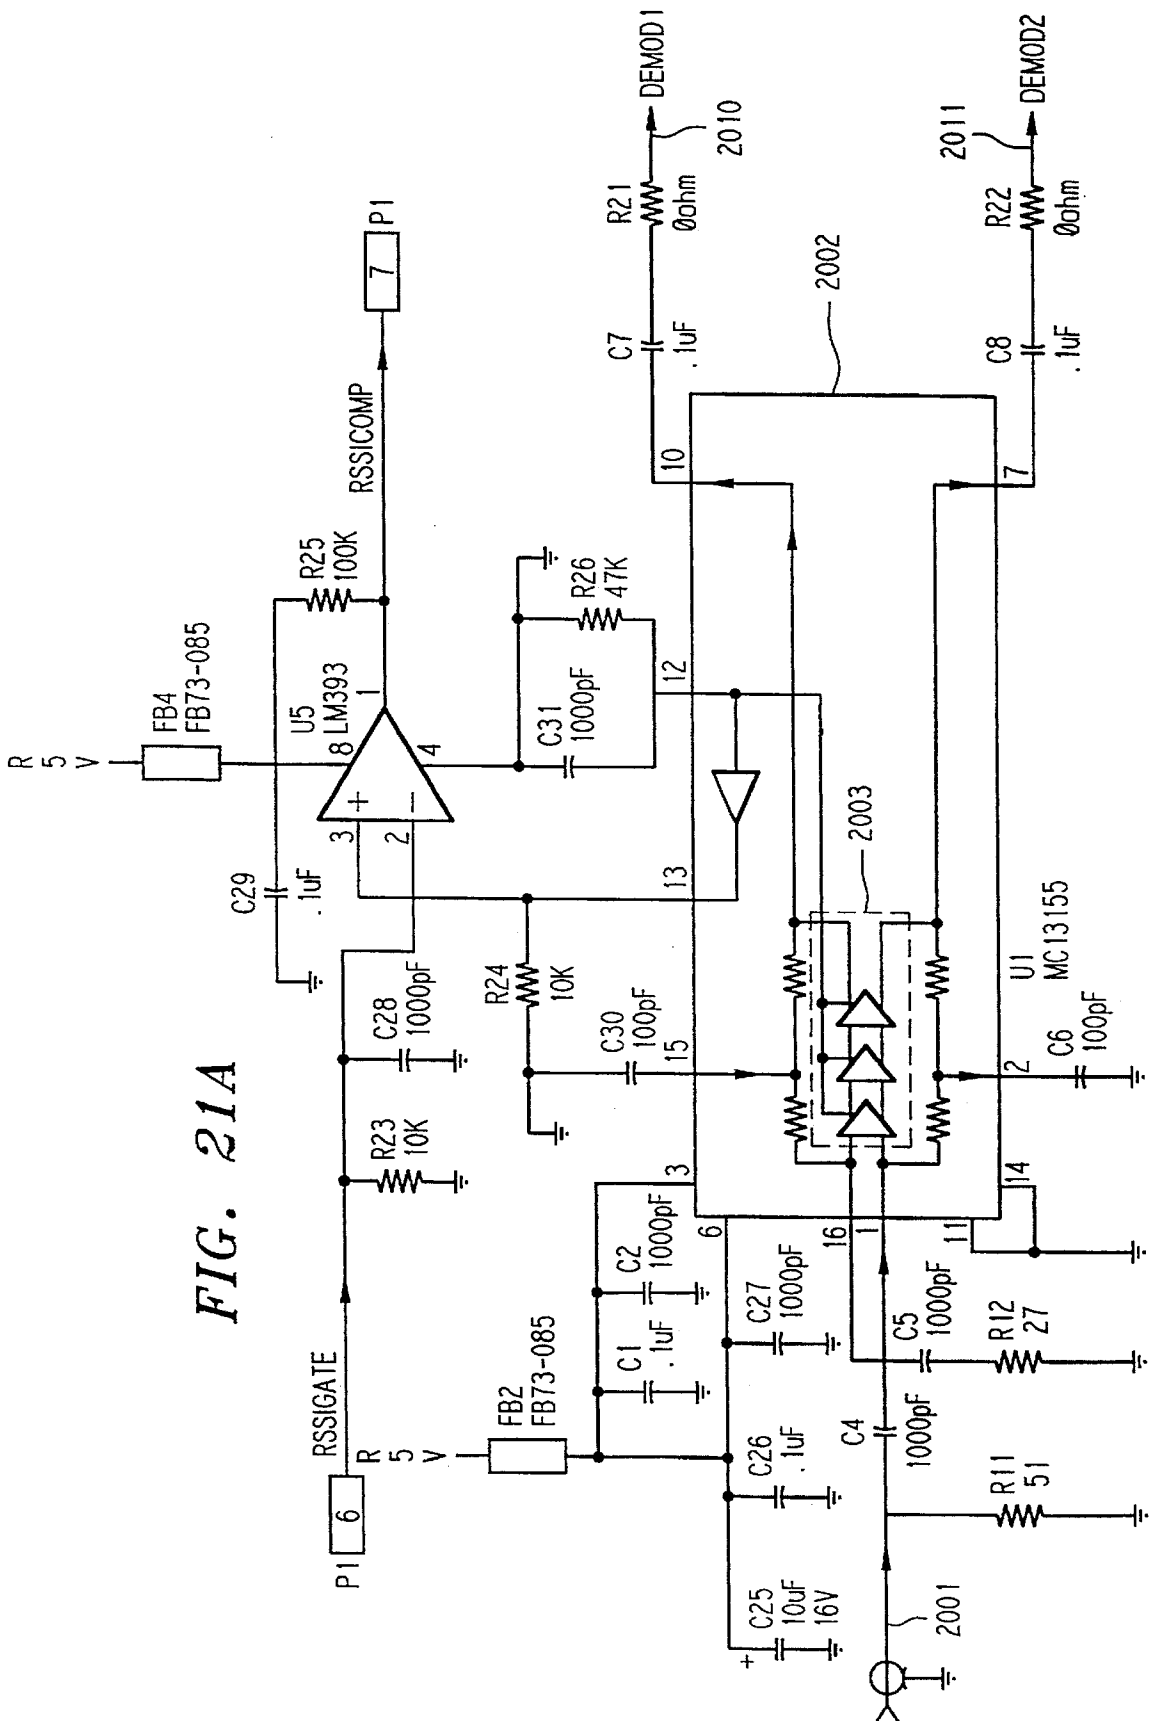 FIG. 21A
R
5
V
FB4
FB73-085
C29
.1uF
U5
LM393
8
1
3
+
2
-
4
R25
100K
RSSICOMP
7
P1
P1
6
RSSIGATE
R23
10K
C28
1000pF
R24
10K
C30
100pF
15
C31
1000pF
R26
47K
12
13
R
5
V
FB2
FB73-085
C1
.1uF
C2
1000pF
3
6
+
C25
10uF
16V
C26
.1uF
C27
1000pF
16
1
11
14
2001
C4
1000pF
R11
51
C5
1000pF
R12
27
2003
2002
U1
MC13155
2
C6
100pF
10
C7
.1uF
R21
0ohm
2010
DEMOD1
7
C8
.1uF
R22
0ohm
2011
DEMOD2